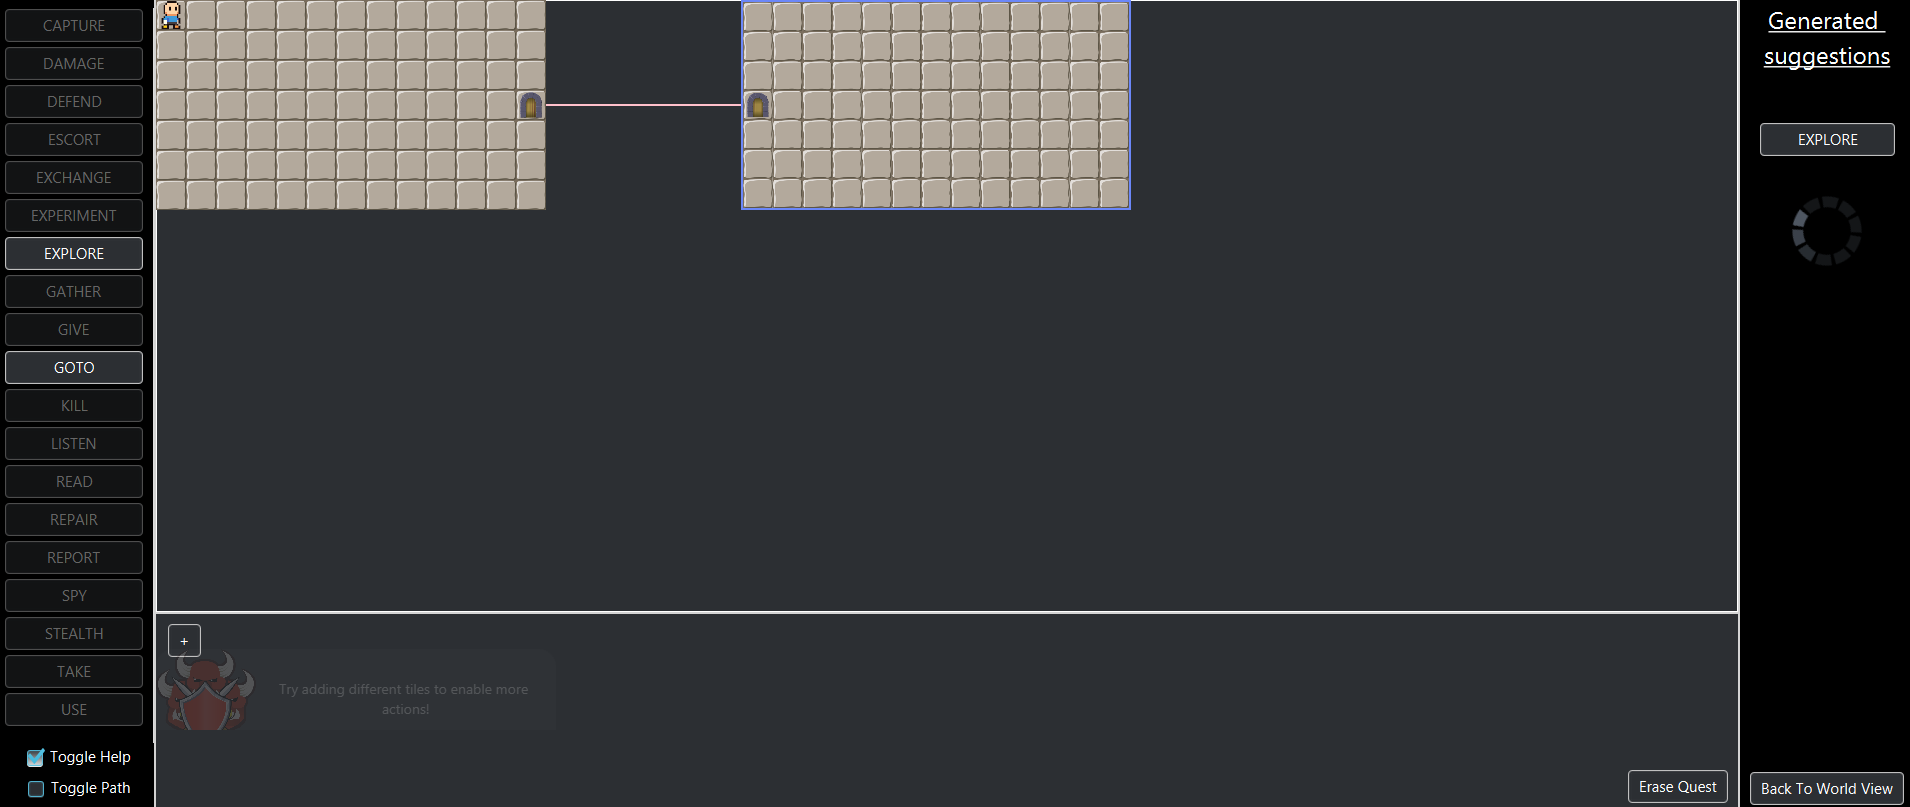 CAPTURE
DAMAGE
DEFEND
ESCORT
EXCHANGE
EXPERIMENT
EXPLORE
GATHER
GIVE
GOTO
KILL
LISTEN
READ
REPAIR
REPORT
SPY
STEALTH
TAKE
USE
Toggle Help
Toggle Path
+
Try adding different tiles to enable more
actions!
Erase Quest
Generated
suggestions
EXPLORE
Back To World View